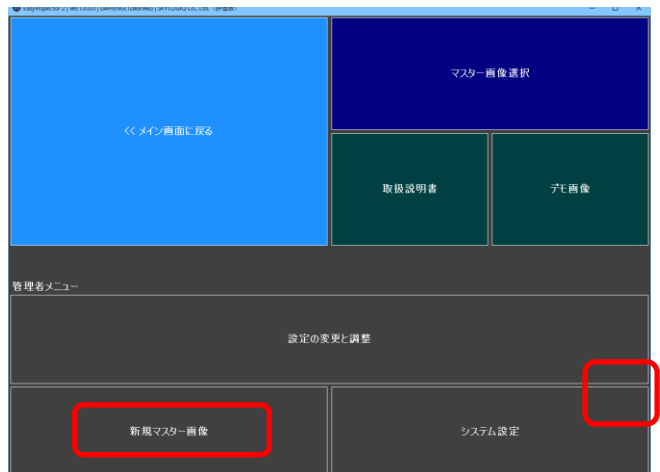 << メイン画面に戻る
マスター画像選択
取扱説明書
デモ画像
管理者メニュー
設定の変更と調整
新規マスター画像
システム設定